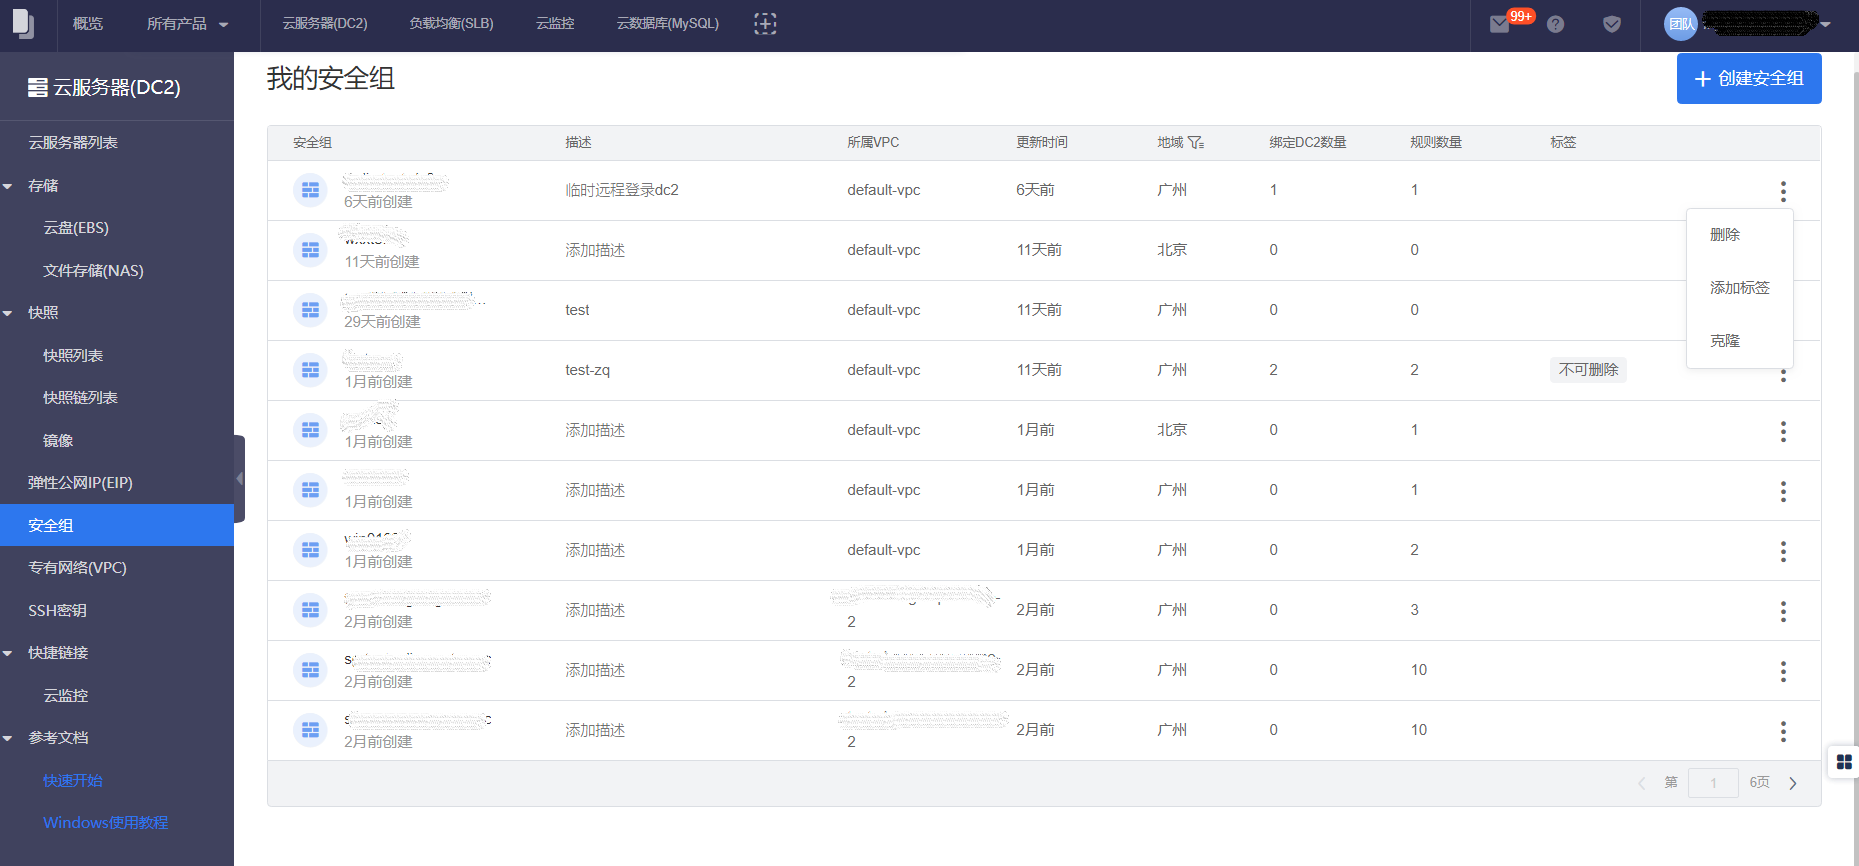 概览
所有产品
云服务器(DC2)
负载均衡(SLB)
云监控
云数据库(MySQL)
99+
团队
云服务器(DC2)
云服务器列表
存储
云盘(EBS)
文件存储(NAS)
快照
快照列表
快照链列表
镜像
弹性公网IP(EIP)
安全组
专有网络(VPC)
SSH密钥
快捷链接
云监控
参考文档
快速开始
Windows使用教程
我的安全组
创建安全组
安全组 描述 所属VPC 更新时间 地域 绑定DC2数量 规则数量 标签
6天前创建 临时远程登录dc2 default-vpc 6天前 广州 1 1
11天前创建 添加描述 default-vpc 11天前 北京 0 0
29天前创建 test default-vpc 11天前 广州 0 0
1月前创建 test-zq default-vpc 11天前 广州 2 2 不可删除
1月前创建 添加描述 default-vpc 1月前 北京 0 1
1月前创建 添加描述 default-vpc 1月前 广州 0 1
1月前创建 添加描述 default-vpc 1月前 广州 0 2
2月前创建 添加描述 2 2月前 广州 0 3
2月前创建 添加描述 2 2月前 广州 0 10
2月前创建 添加描述 2 2月前 广州 0 10
删除
添加标签
克隆
第 1 6页